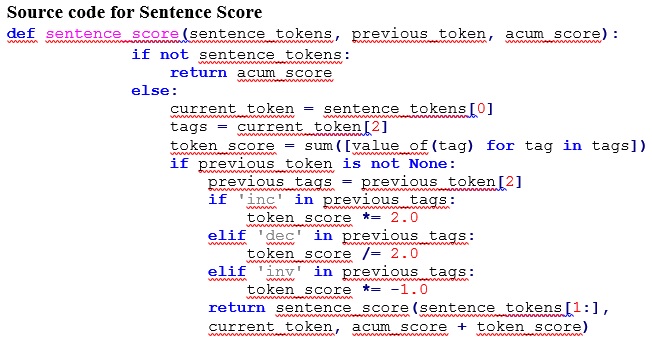 Source code for Sentence Score
def sentence_score(sentence_tokens, previous_token, acum_score):
if not sentence_tokens:
return acum_score
else:
current_token = sentence_tokens[0]
tags = current_token[2]
token_score = sum([value_of(tag) for tag in tags])
if previous_token is not None:
previous_tags = previous_token[2]
if 'inc' in previous_tags:
token_score *= 2.0
elif 'dec' in previous_tags:
token_score /= 2.0
elif 'inv' in previous_tags:
token_score *= -1.0
return sentence_score(sentence_tokens[1:],
current_token, acum_score + token_score)